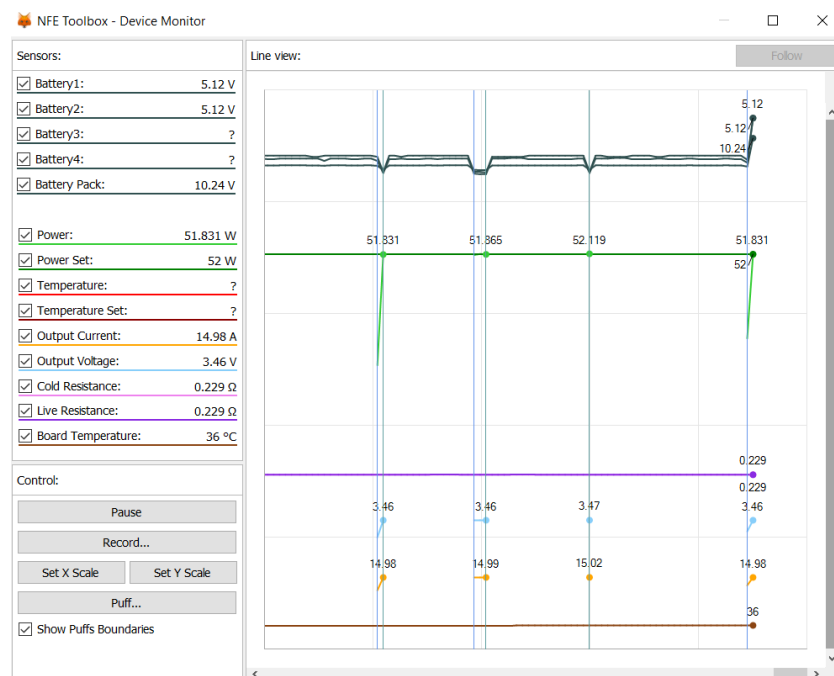 NFE Toolbox - Device Monitor
Sensors:
Battery1: 5.12 V
Battery2: 5.12 V
Battery3: ?
Battery4: ?
Battery Pack: 10.24 V
Power: 51.831 W
Power Set: 52 W
Temperature: ?
Temperature Set: ?
Output Current: 14.98 A
Output Voltage: 3.46 V
Cold Resistance: 0.229 Ω
Live Resistance: 0.229 Ω
Board Temperature: 36 °C
Control:
Pause
Record...
Set X Scale Set Y Scale
Puff...
Show Puffs Boundaries
Line view: Follow
5.12
5.12
10.24
51.831 51.865 52.119 51.831
52
0.229
0.229
3.46 3.46 3.47 3.46
14.98 14.99 15.02 14.98
36